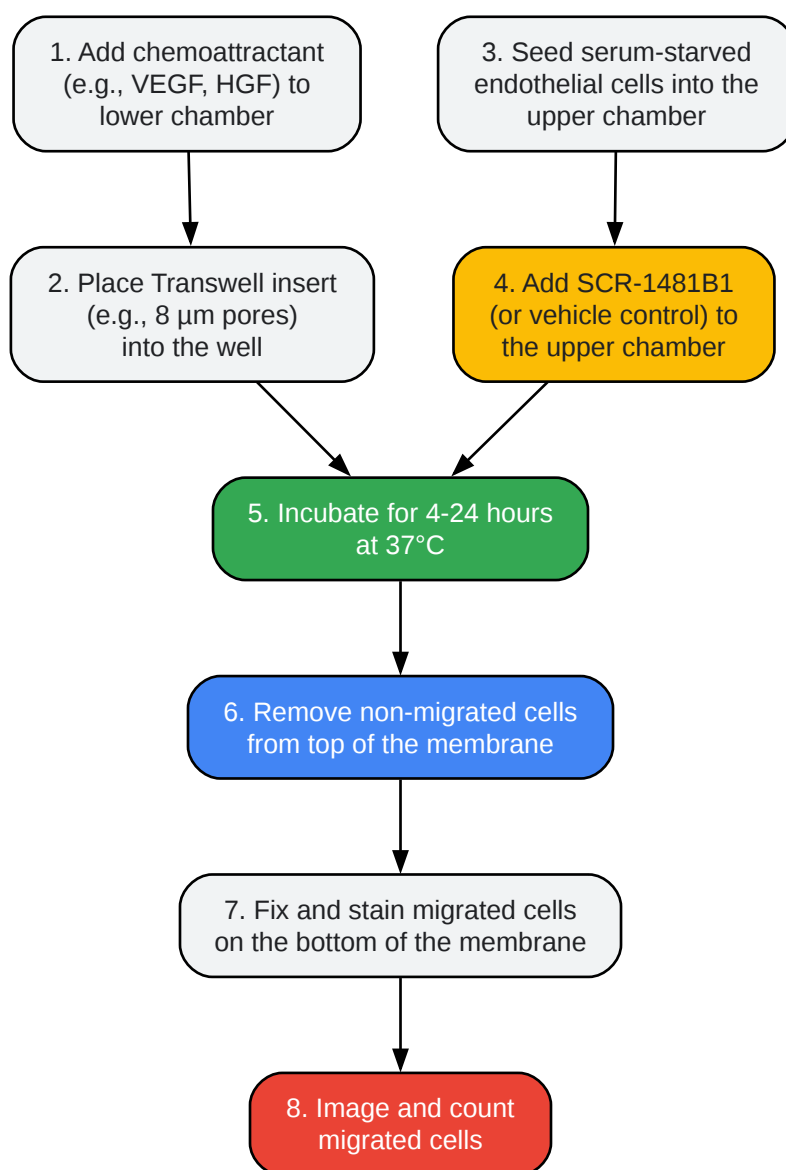 1. Add chemoattractant
(e.g., VEGF, HGF) to
lower chamber
2. Place Transwell insert
(e.g., 8 µm pores)
into the well
3. Seed serum-starved
endothelial cells into the
upper chamber
4. Add SCR-1481B1
(or vehicle control) to
the upper chamber
5. Incubate for 4-24 hours
at 37°C
6. Remove non-migrated cells
from top of the membrane
7. Fix and stain migrated cells
on the bottom of the membrane
8. Image and count
migrated cells